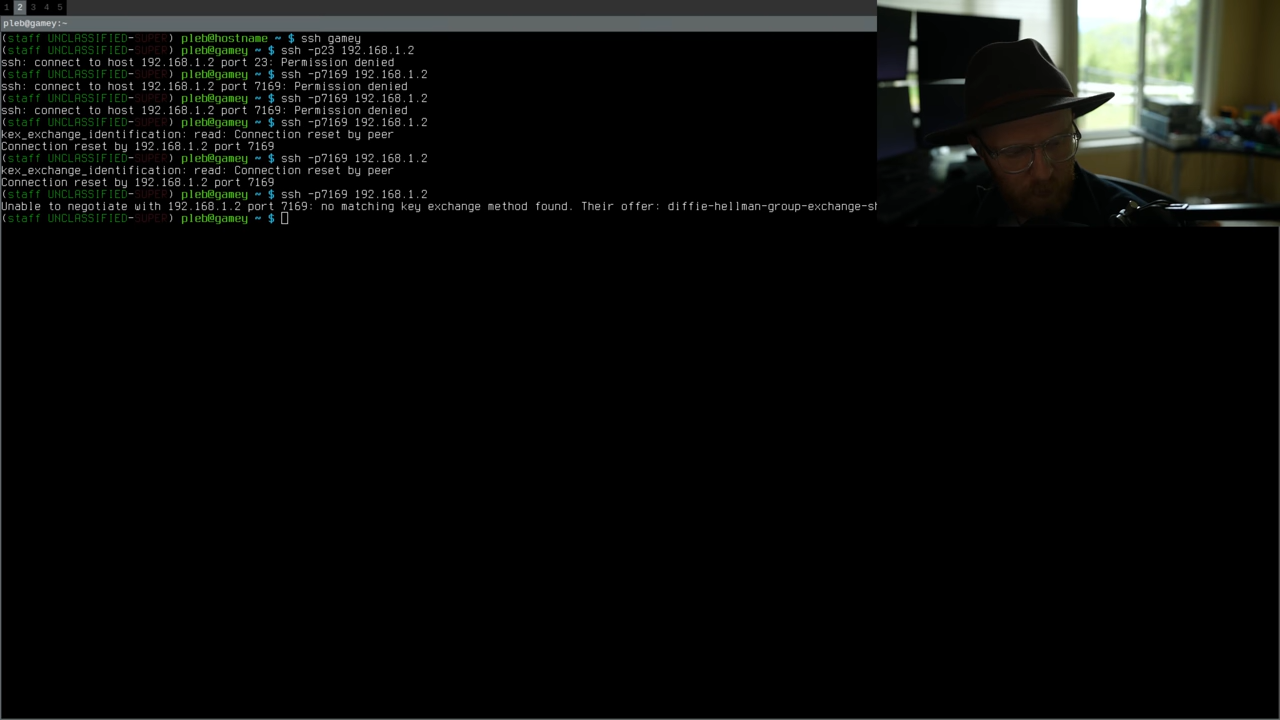 1 2 3 4 5
pleb@gamey:~
(staff UNCLASSIFIED-SUPER) pleb@hostname ~ $ ssh gamey
(staff UNCLASSIFIED-SUPER) pleb@gamey ~ $ ssh -p23 192.168.1.2
ssh: connect to host 192.168.1.2 port 23: Permission denied
(staff UNCLASSIFIED-SUPER) pleb@gamey ~ $ ssh -p7169 192.168.1.2
ssh: connect to host 192.168.1.2 port 7169: Permission denied
(staff UNCLASSIFIED-SUPER) pleb@gamey ~ $ ssh -p7169 192.168.1.2
ssh: connect to host 192.168.1.2 port 7169: Permission denied
(staff UNCLASSIFIED-SUPER) pleb@gamey ~ $ ssh -p7169 192.168.1.2
kex_exchange_identification: read: Connection reset by peer
Connection reset by 192.168.1.2 port 7169
(staff UNCLASSIFIED-SUPER) pleb@gamey ~ $ ssh -p7169 192.168.1.2
kex_exchange_identification: read: Connection reset by peer
Connection reset by 192.168.1.2 port 7169
(staff UNCLASSIFIED-SUPER) pleb@gamey ~ $ ssh -p7169 192.168.1.2
Unable to negotiate with 192.168.1.2 port 7169: no matching key exchange method found. Their offer: diffie-hellman-group-exchange-sh
(staff UNCLASSIFIED-SUPER) pleb@gamey ~ $